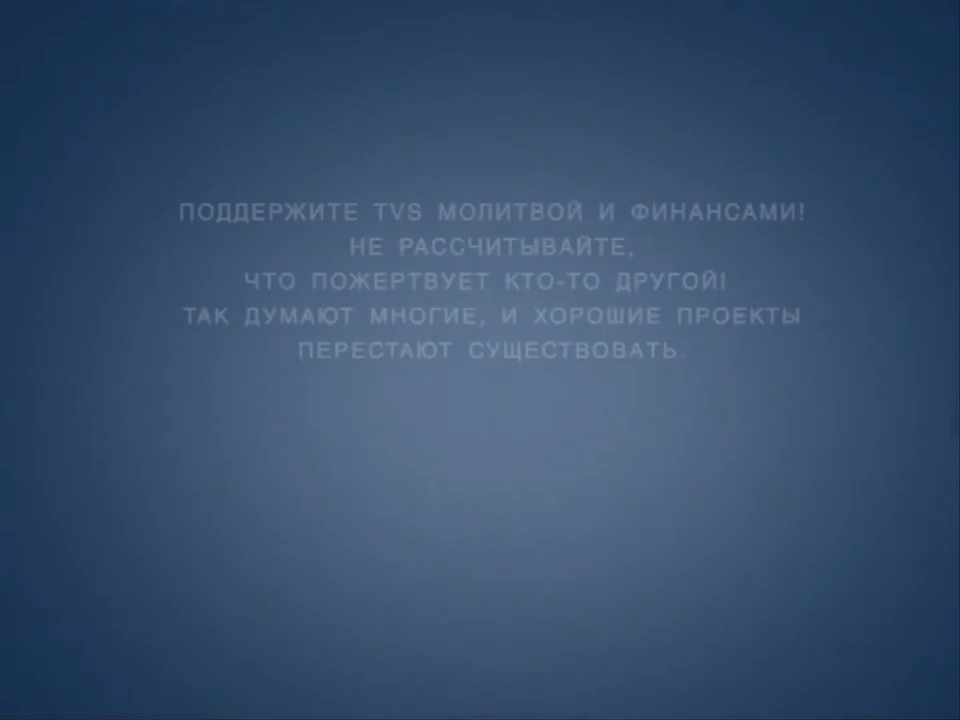 ПОДДЕРЖИТЕ TVS МОЛИТВОЙ И ФИНАНСАМИ!
НЕ РАССЧИТЫВАЙТЕ,
ЧТО ПОЖЕРТВУЕТ КТО-ТО ДРУГОЙ!
ТАК ДУМАЮТ МНОГИЕ, И ХОРОШИЕ ПРОЕКТЫ
ПЕРЕСТАЮТ СУЩЕСТВОВАТЬ.